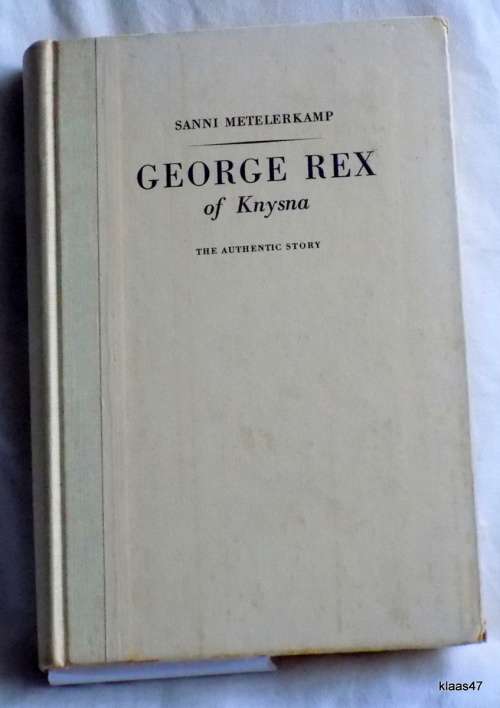 SANNI METELERKAMP
GEORGE REX
of Knysna
THE AUTHENTIC STORY
klaas47